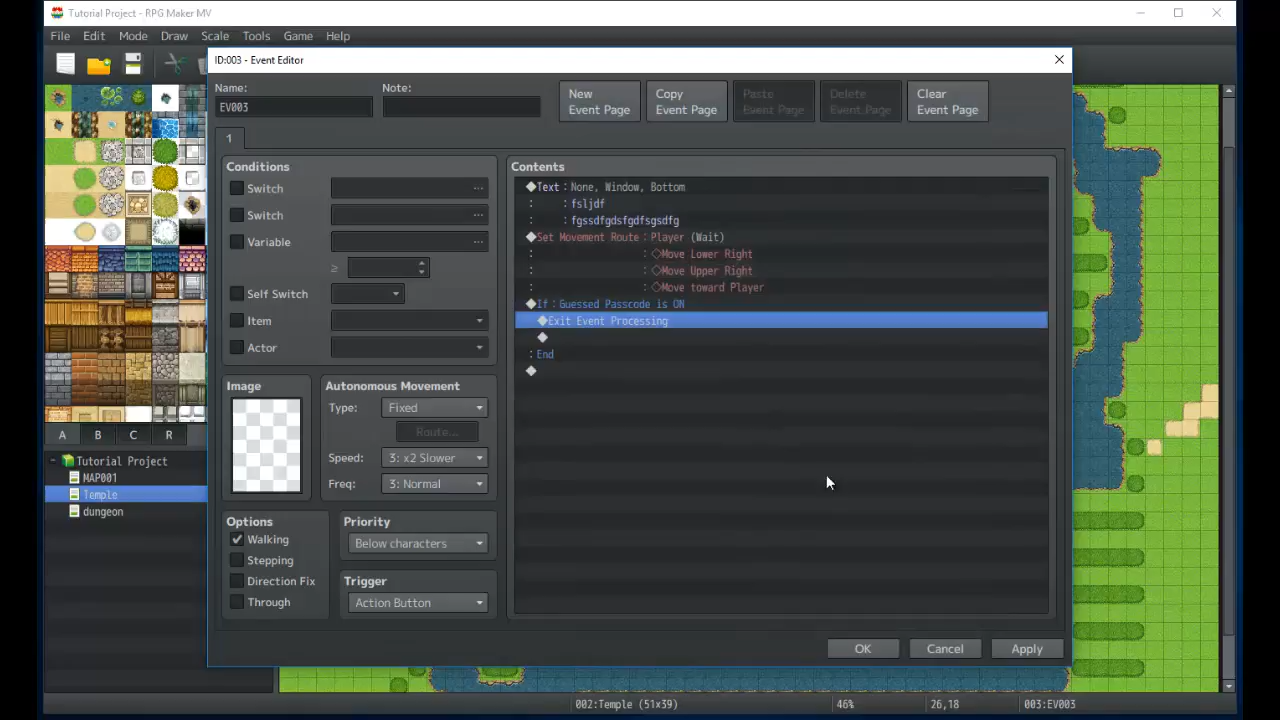 Tutorial Project - RPG Maker MV
File Edit Mode Draw Scale Tools Game Help
ID:003 - Event Editor
Name: Note:
EV003
New Event Page
Copy Event Page
Paste Event Page
Delete Event Page
Clear Event Page
1
Conditions
Switch ...
Switch ...
Variable ...
≥
Self Switch
Item
Actor
Image
Autonomous Movement
Type: Fixed
Route...
Speed: 3: x2 Slower
Freq: 3: Normal
Options
Walking
Stepping
Direction Fix
Through
Priority
Below characters
Trigger
Action Button
Contents
◆Text : None, Window, Bottom
: : fsljdf
: : fgssdfgdsfgdfsgsdfg
◆Set Movement Route : Player (Wait)
: : ◇Move Lower Right
: : ◇Move Upper Right
: : ◇Move toward Player
◆If : Guessed Passcode is ON
◆Exit Event Processing
◆
: End
◆
OK Cancel Apply
A B C R
Tutorial Project
MAP001
Temple
dungeon
002:Temple (51x39) 46% 26,18 003:EV003